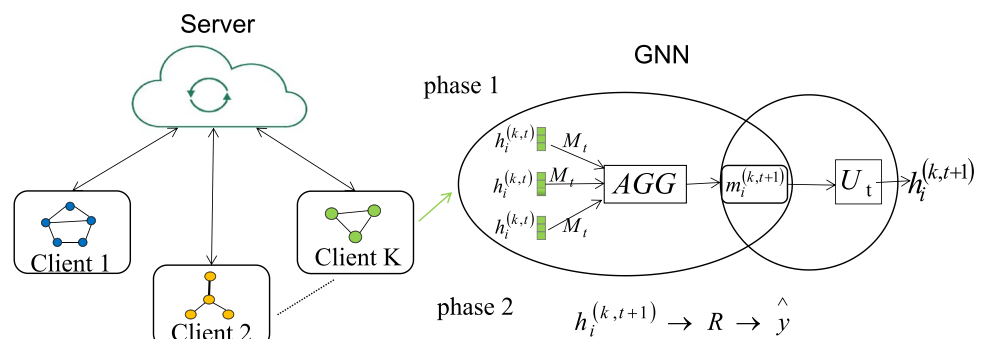 Server
Client 1
Client 2
Client K
GNN
phase 1
h_i^{(k,t)} M_t
h_i^{(k,t)} M_t
h_i^{(k,t)} M_t
AGG
m_i^{(k,t+1)}
U_t
h_i^{(k,t+1)}
phase 2
h_i^{(k,t+1)} → R → ŷ